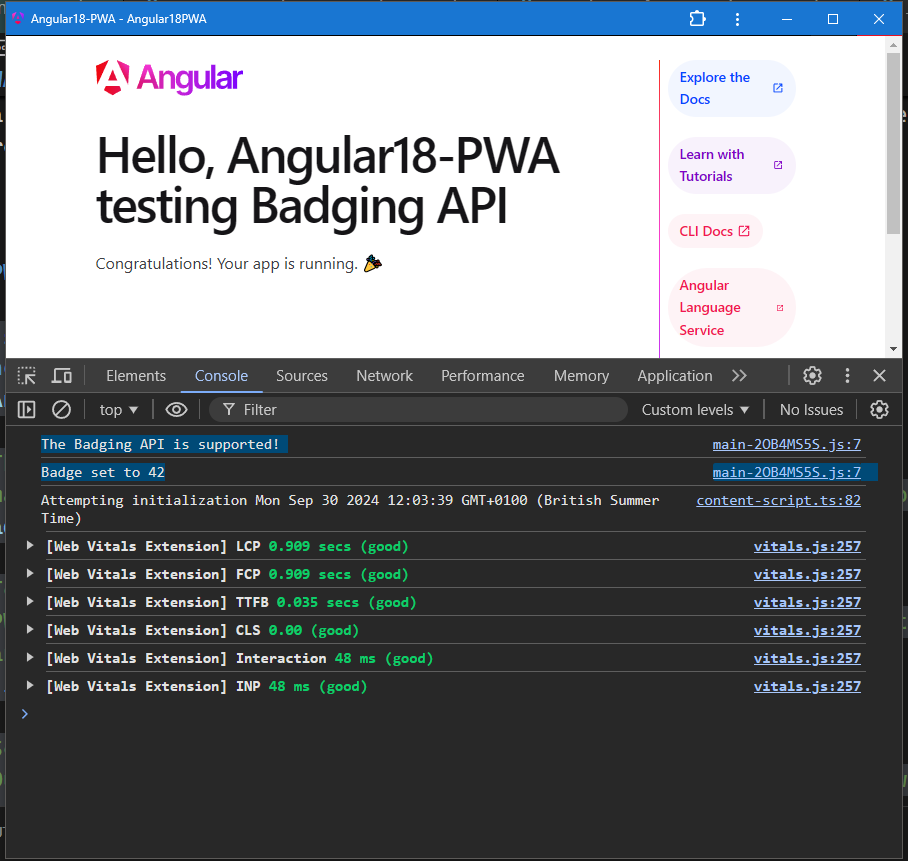 Angular18-PWA - Angular18PWA
Angular
Hello, Angular18-PWA
testing Badging API
Congratulations! Your app is running. 🎉
Explore the
Docs
Learn with
Tutorials
CLI Docs
Angular
Language
Service
Elements Console Sources Network Performance Memory Application
top Filter Custom levels No Issues
The Badging API is supported! main-2OB4MS5S.js:7
Badge set to 42 main-2OB4MS5S.js:7
Attempting initialization Mon Sep 30 2024 12:03:39 GMT+0100 (British Summer content-script.ts:82
Time)
[Web Vitals Extension] LCP 0.909 secs (good) vitals.js:257
[Web Vitals Extension] FCP 0.909 secs (good) vitals.js:257
[Web Vitals Extension] TTFB 0.035 secs (good) vitals.js:257
[Web Vitals Extension] CLS 0.00 (good) vitals.js:257
[Web Vitals Extension] Interaction 48 ms (good) vitals.js:257
[Web Vitals Extension] INP 48 ms (good) vitals.js:257